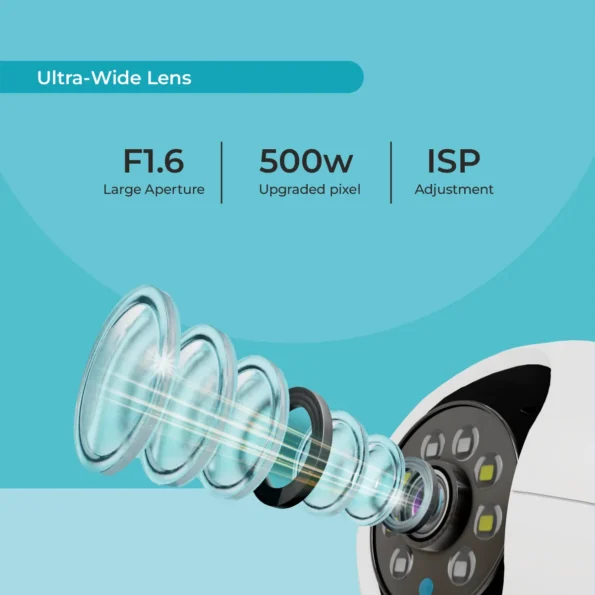 Ultra-Wide Lens
F1.6
Large Aperture
500w
Upgraded pixel
ISP
Adjustment